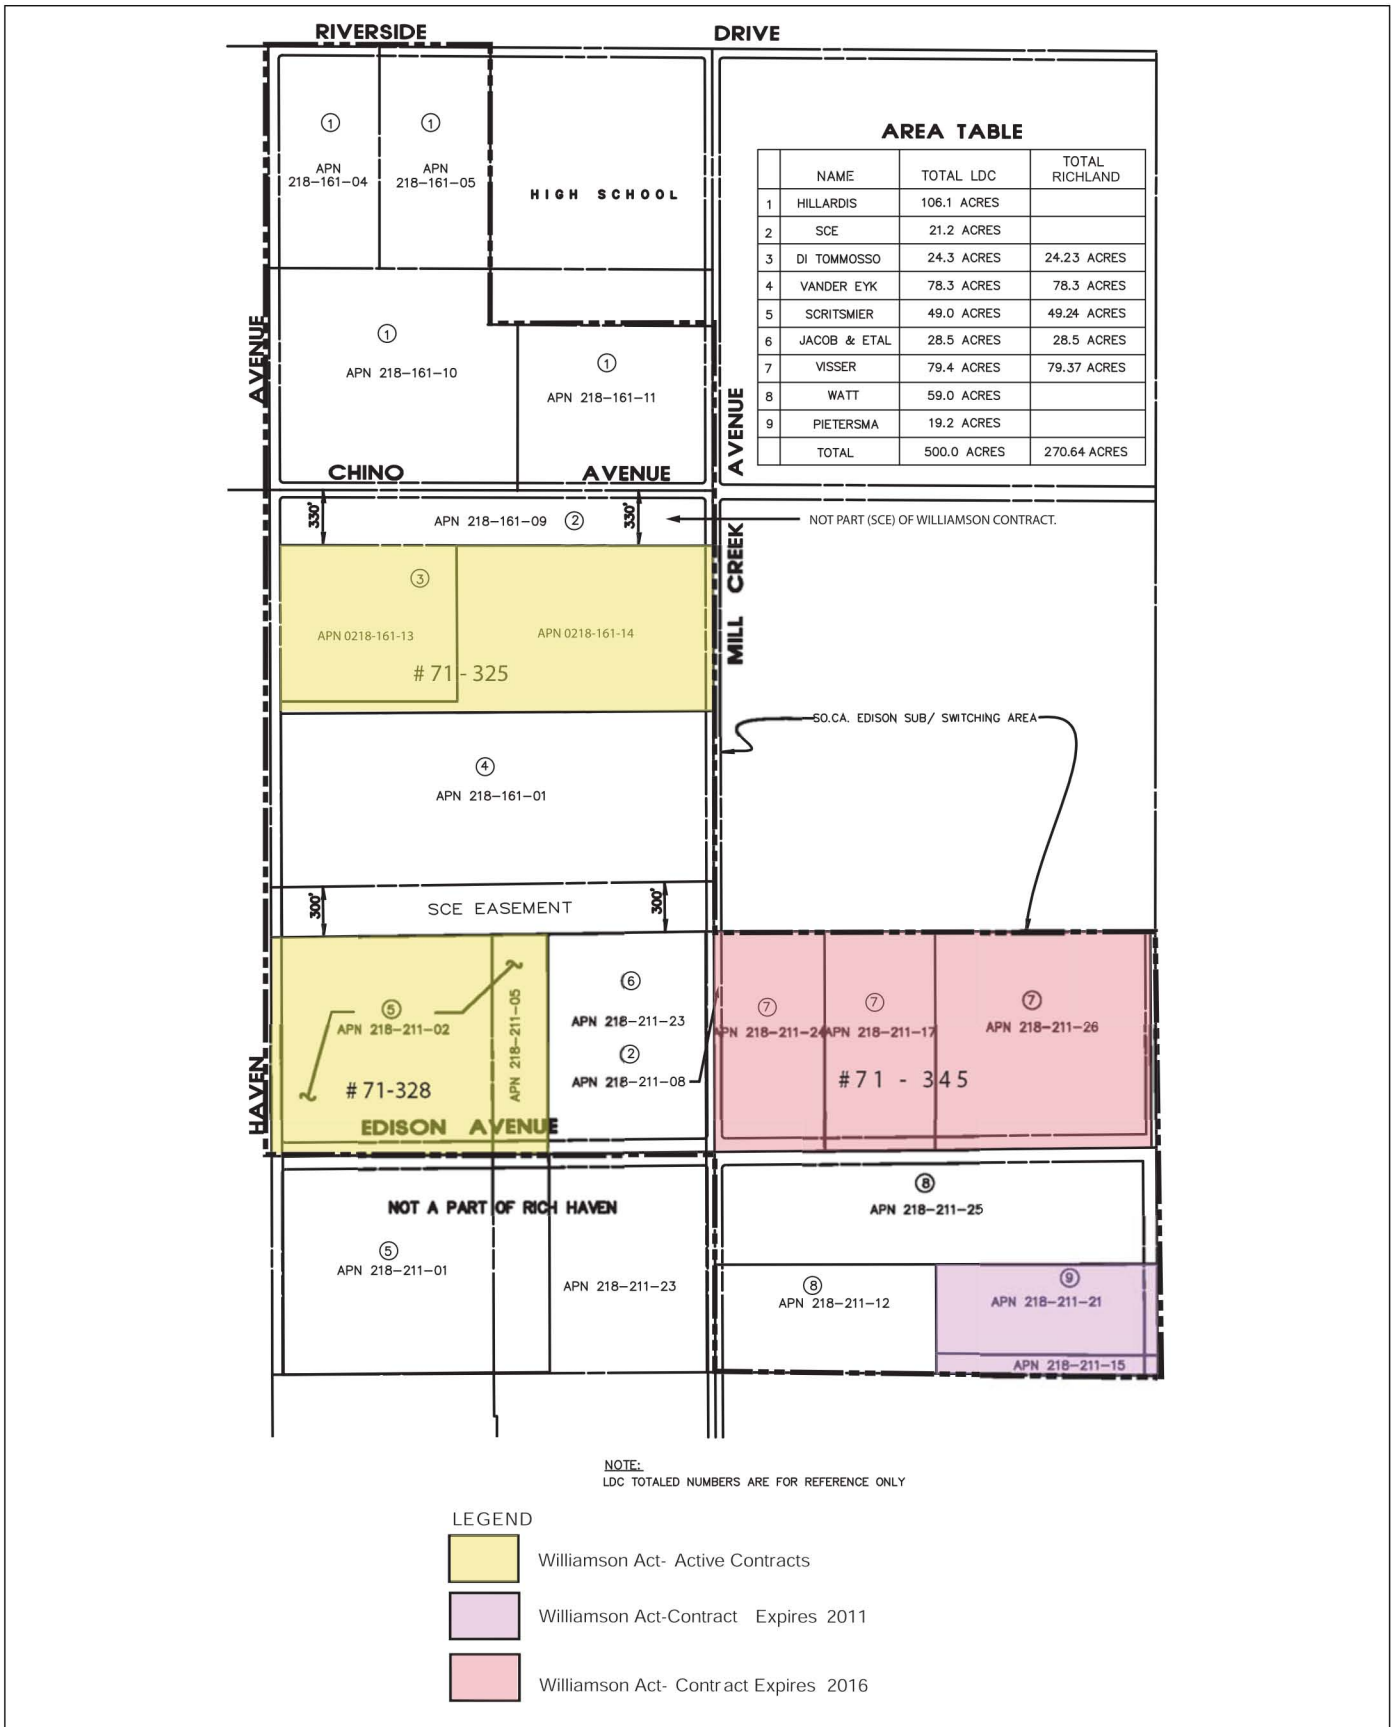 RIVERSIDE DRIVE
1
APN
218-161-04
1
APN
218-161-05
HIGH SCHOOL
AREA TABLE
NAME TOTAL LDC TOTAL RICHLAND
1 HILLARDIS 106.1 ACRES
2 SCE 21.2 ACRES
3 DI TOMMOSSO 24.3 ACRES 24.23 ACRES
4 VANDER EYK 78.3 ACRES 78.3 ACRES
5 SCRITSMIER 49.0 ACRES 49.24 ACRES
6 JACOB & ETAL 28.5 ACRES 28.5 ACRES
7 VISSER 79.4 ACRES 79.37 ACRES
8 WATT 59.0 ACRES
9 PIETERSMA 19.2 ACRES
TOTAL 500.0 ACRES 270.64 ACRES
1
APN 218-161-10
1
APN 218-161-11
HAVEN AVENUE
MILL CREEK AVENUE
CHINO AVENUE
330'
APN 218-161-09 2
330'
NOT PART (SCE) OF WILLIAMSON CONTRACT.
3
APN 0218-161-13
APN 0218-161-14
# 71 - 325
SO.CA. EDISON SUB/ SWITCHING AREA
4
APN 218-161-01
300'
SCE EASEMENT
300'
5
APN 218-211-02
APN 218-211-05
# 71-328
6
APN 218-211-23
2
APN 218-211-08
7
APN 218-211-24
7
APN 218-211-17
7
APN 218-211-26
#71 - 345
EDISON AVENUE
NOT A PART OF RICH HAVEN
5
APN 218-211-01
APN 218-211-23
8
APN 218-211-25
8
APN 218-211-12
9
APN 218-211-21
APN 218-211-15
NOTE:
LDC TOTALED NUMBERS ARE FOR REFERENCE ONLY
LEGEND
Williamson Act- Active Contracts
Williamson Act-Contract Expires 2011
Williamson Act- Contract Expires 2016